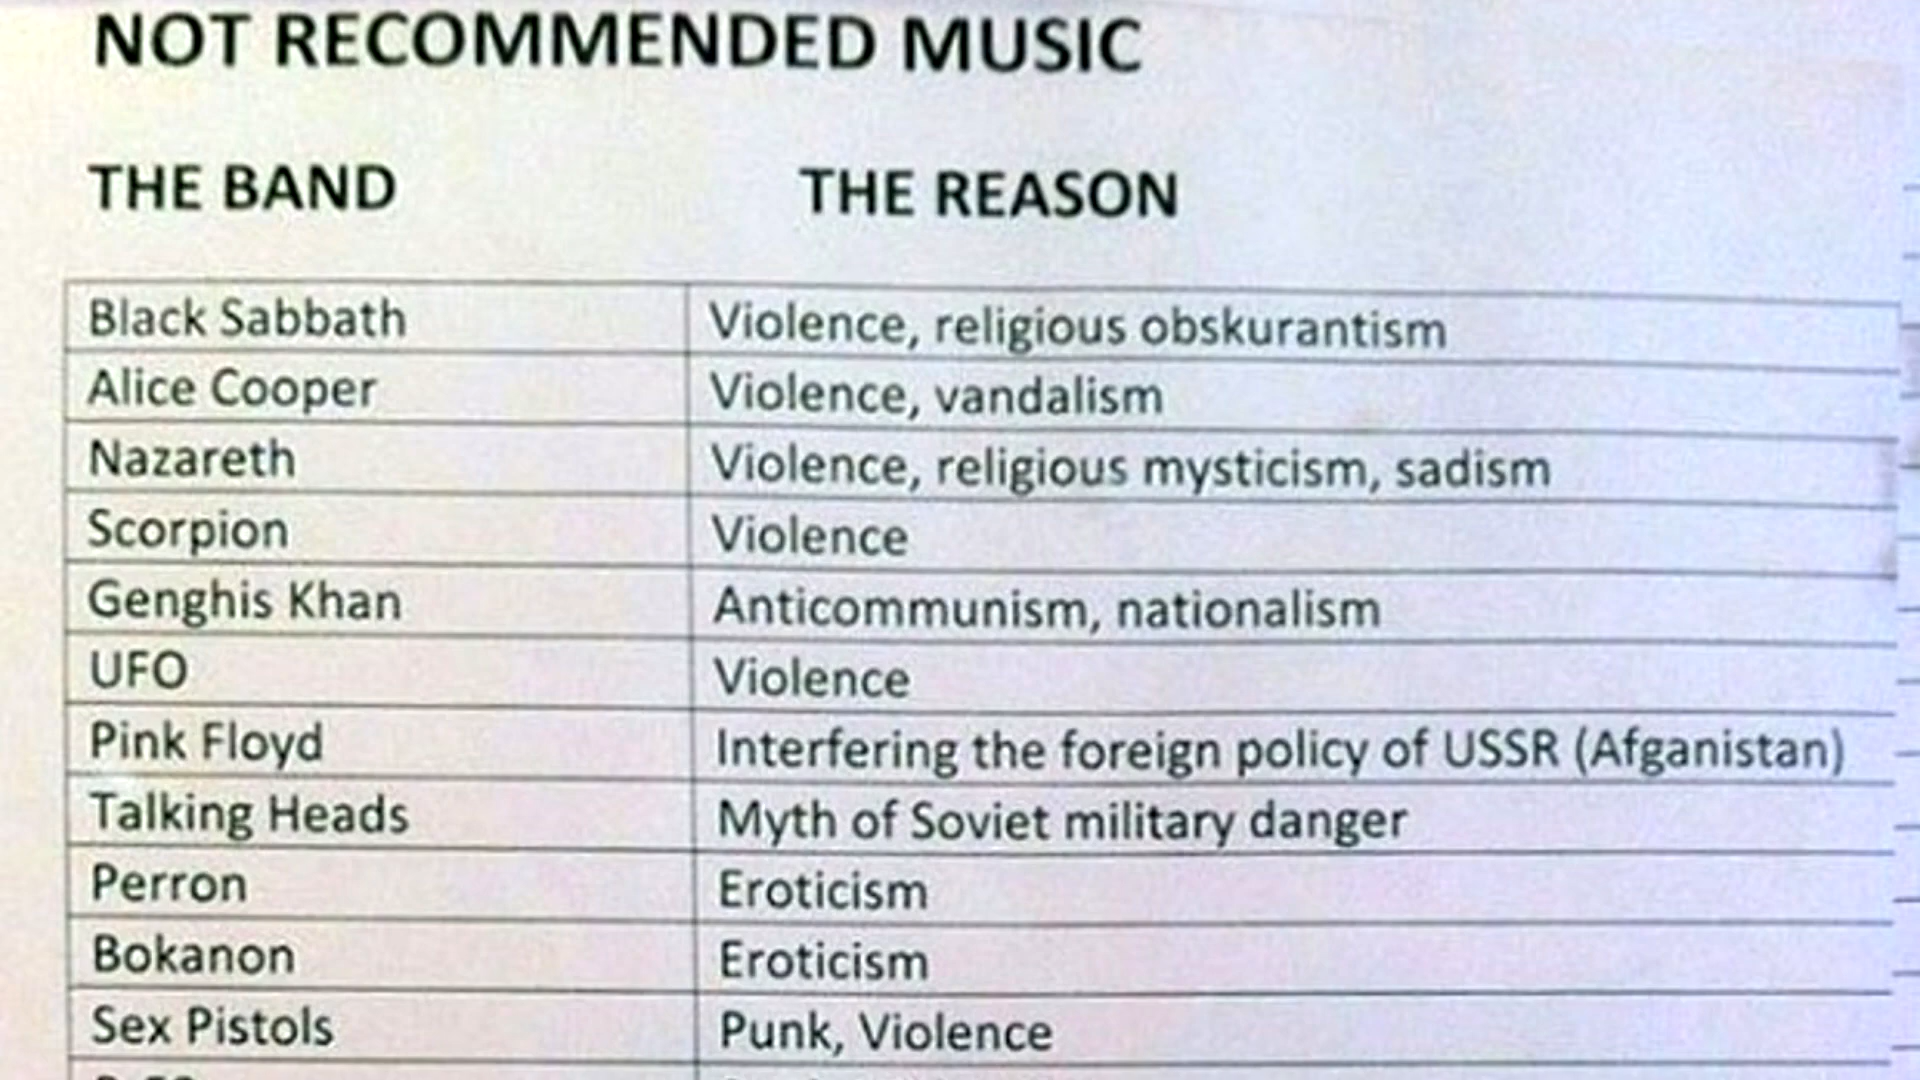 NOT RECOMMENDED MUSIC
THE BAND THE REASON
Black Sabbath Violence, religious obskurantism
Alice Cooper Violence, vandalism
Nazareth Violence, religious mysticism, sadism
Scorpion Violence
Genghis Khan Anticommunism, nationalism
UFO Violence
Pink Floyd Interfering the foreign policy of USSR (Afganistan)
Talking Heads Myth of Soviet military danger
Perron Eroticism
Bokanon Eroticism
Sex Pistols Punk, Violence